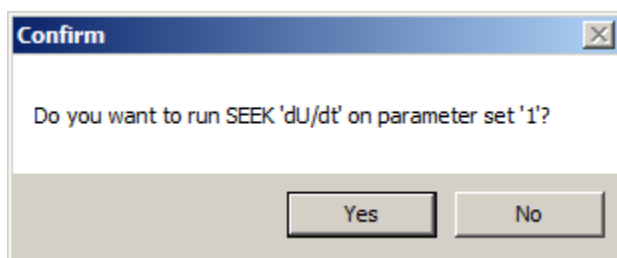 Confirm
Do you want to run SEEK 'dU/dt' on parameter set '1'?
Yes
No